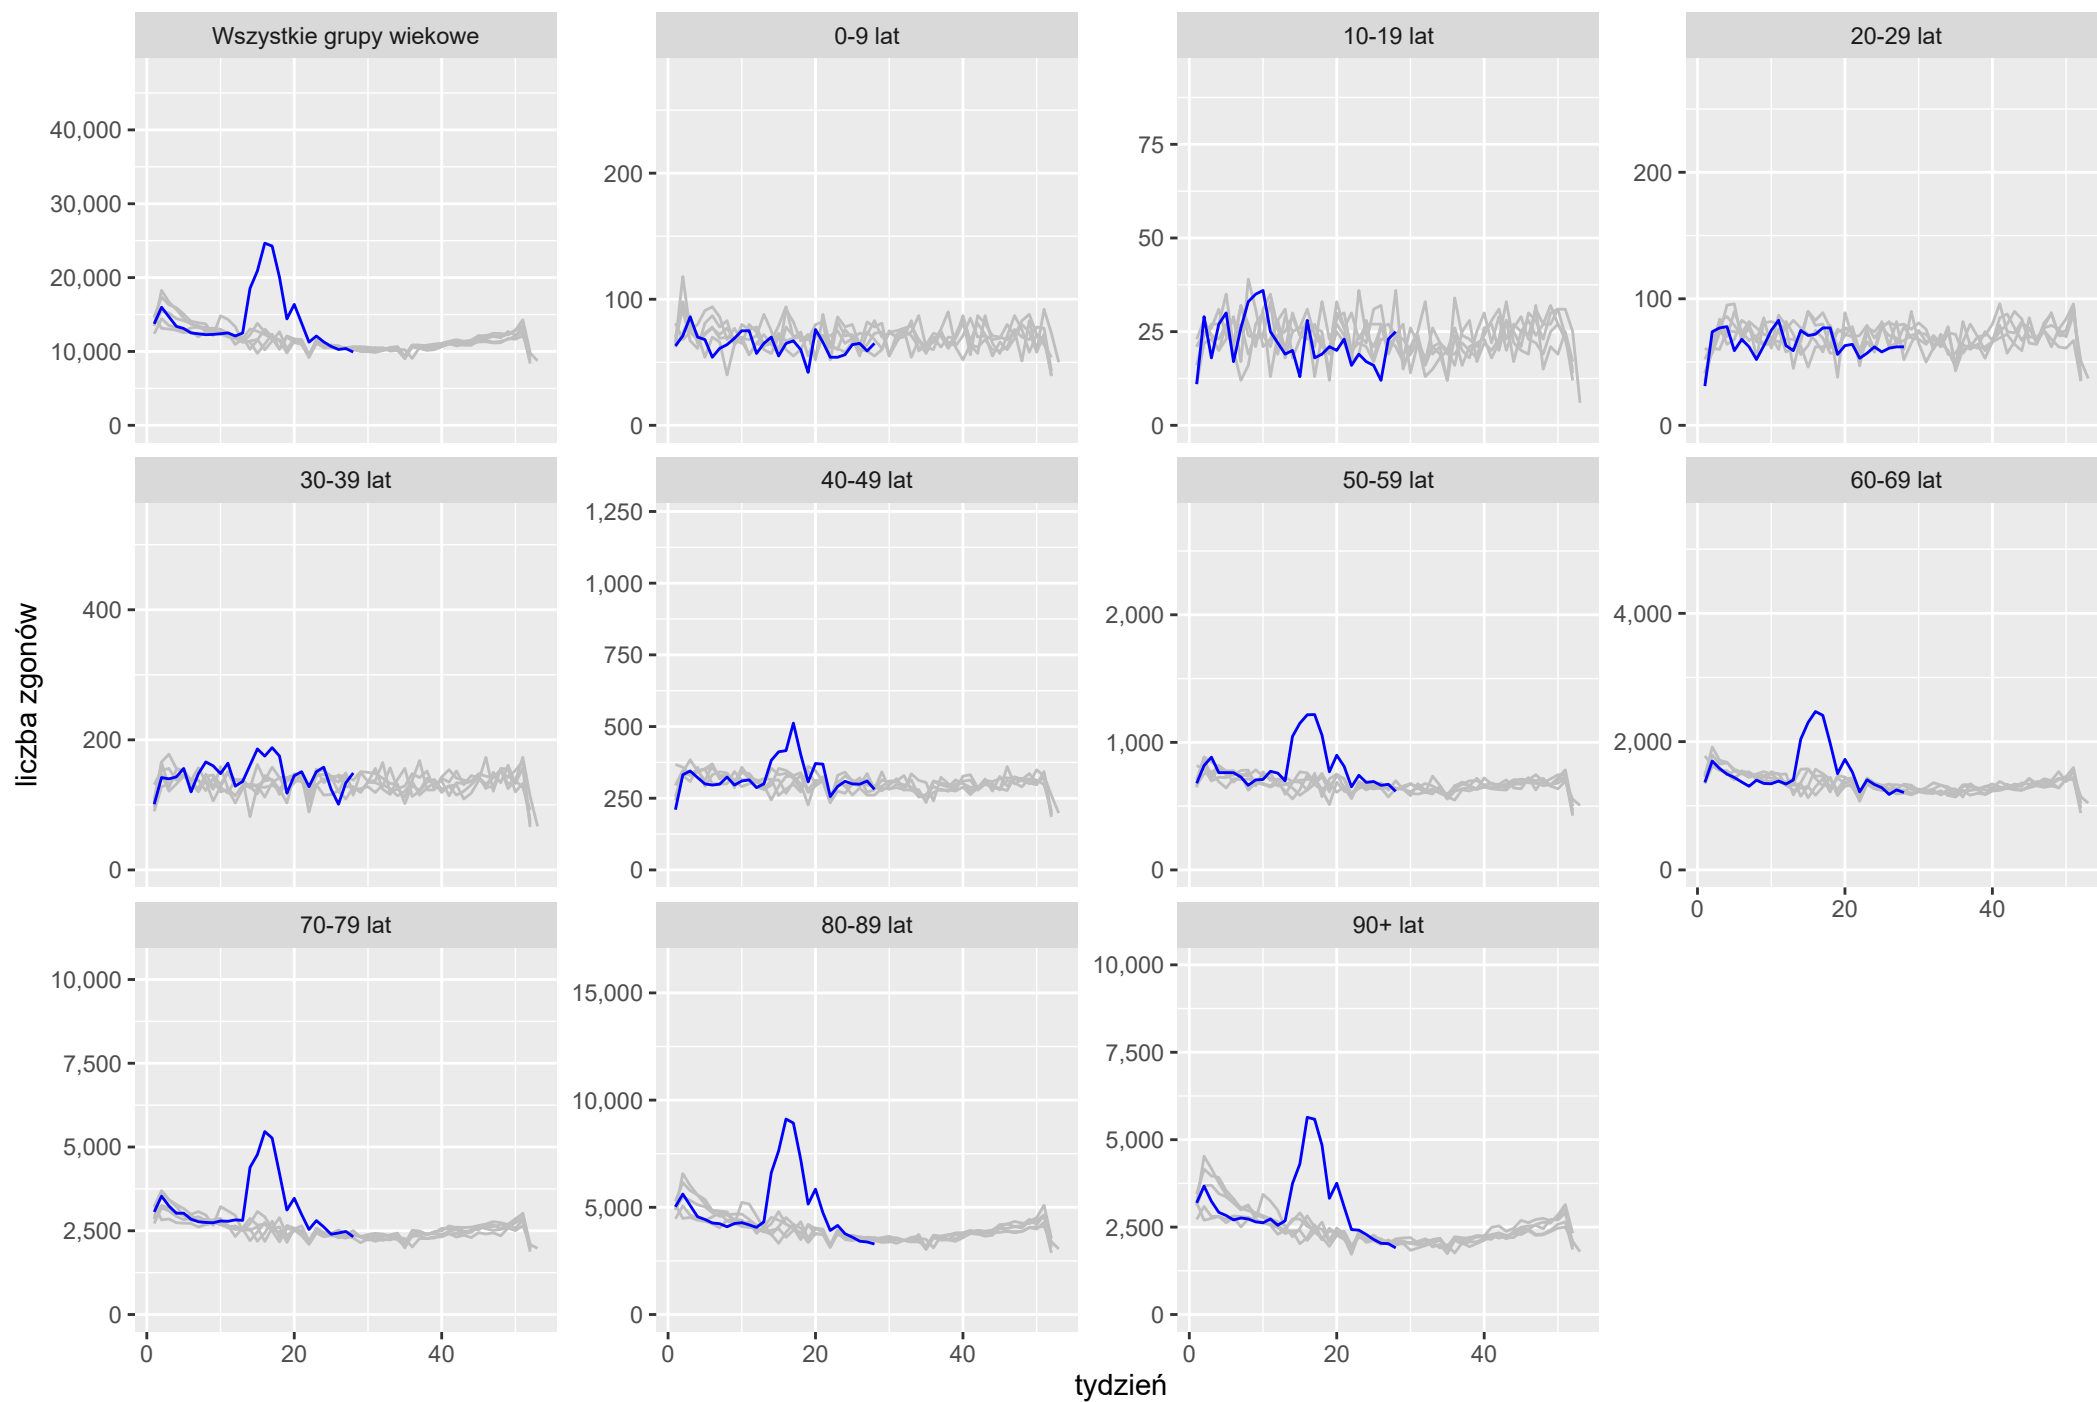 Wszystkie grupy wiekowe
0-9 lat
10-19 lat
20-29 lat
40,000
30,000
20,000
10,000
0
200
100
0
75
50
25
0
200
100
0
30-39 lat
40-49 lat
50-59 lat
60-69 lat
400
200
0
1,250
1,000
750
500
250
0
2,000
1,000
0
4,000
2,000
0
0 20 40
70-79 lat
80-89 lat
90+ lat
10,000
7,500
5,000
2,500
0
15,000
10,000
5,000
0
10,000
7,500
5,000
2,500
0
0 20 40
0 20 40
0 20 40
tydzień
liczba zgonów